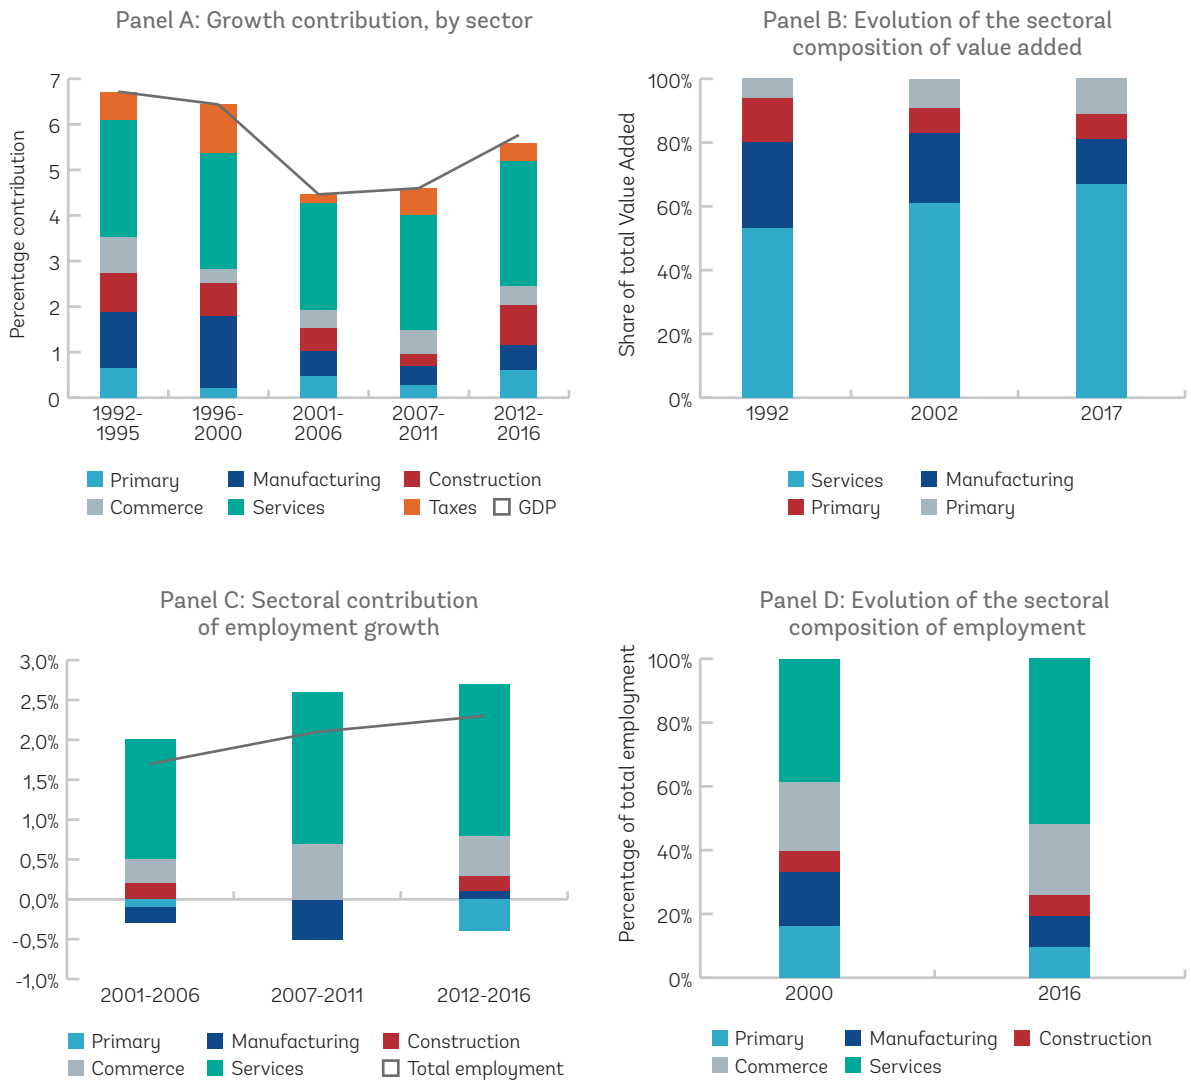 Panel A: Growth contribution, by sector
Percentage contribution
7
6
5
4
3
2
1
0
1992-
1995
1996-
2000
2001-
2006
2007-
2011
2012-
2016
Primary
Manufacturing
Construction
Commerce
Services
Taxes
GDP
Panel B: Evolution of the sectoral
composition of value added
Share of total Value Added
100%
80%
60%
40%
20%
0%
1992
2002
2017
Services
Manufacturing
Primary
Primary
Panel C: Sectoral contribution
of employment growth
3,0%
2,5%
2,0%
1,5%
1,0%
0,5%
0,0%
-0,5%
-1,0%
2001-2006
2007-2011
2012-2016
Primary
Manufacturing
Construction
Commerce
Services
Total employment
Panel D: Evolution of the sectoral
composition of employment
Percentage of total employment
100%
80%
60%
40%
20%
0%
2000
2016
Primary
Manufacturing
Construction
Commerce
Services